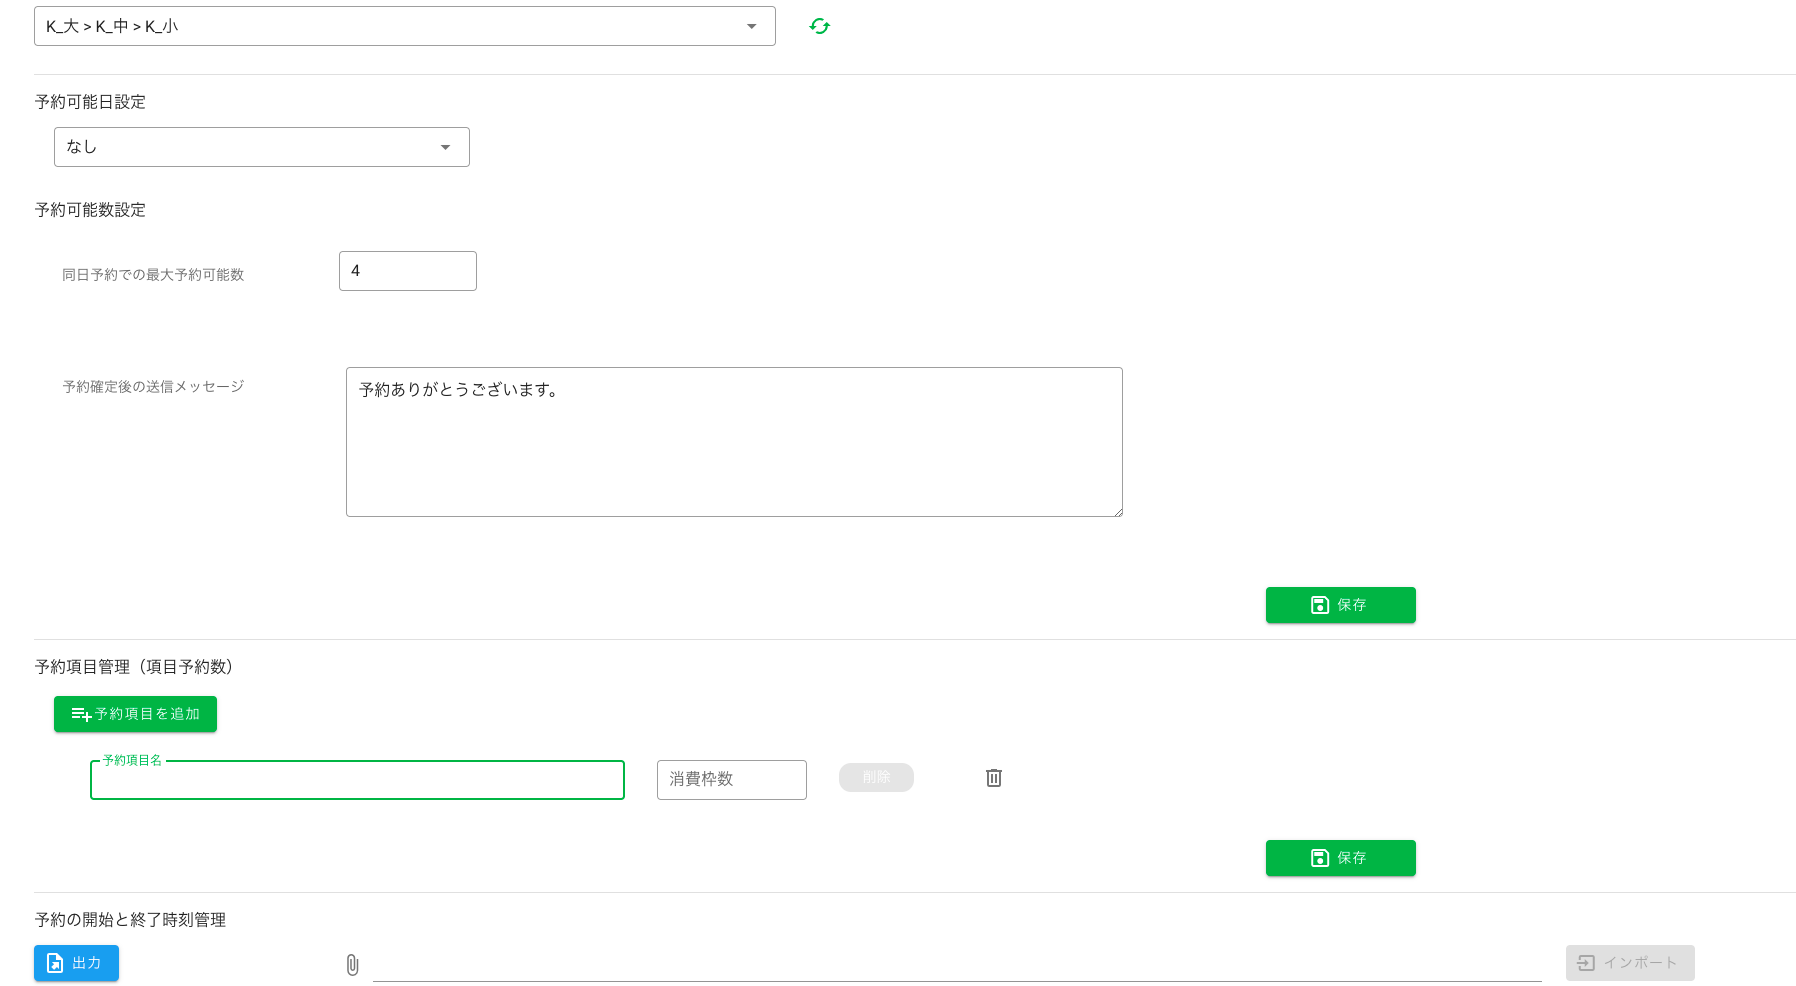 K_大 > K_中 > K_小
予約可能日設定
なし
予約可能数設定
同日予約での最大予約可能数
4
予約確定後の送信メッセージ
予約ありがとうございます。
保存
予約項目管理（項目予約数）
予約項目を追加
予約項目名
消費枠数
削除
保存
予約の開始と終了時刻管理
出力
インポート